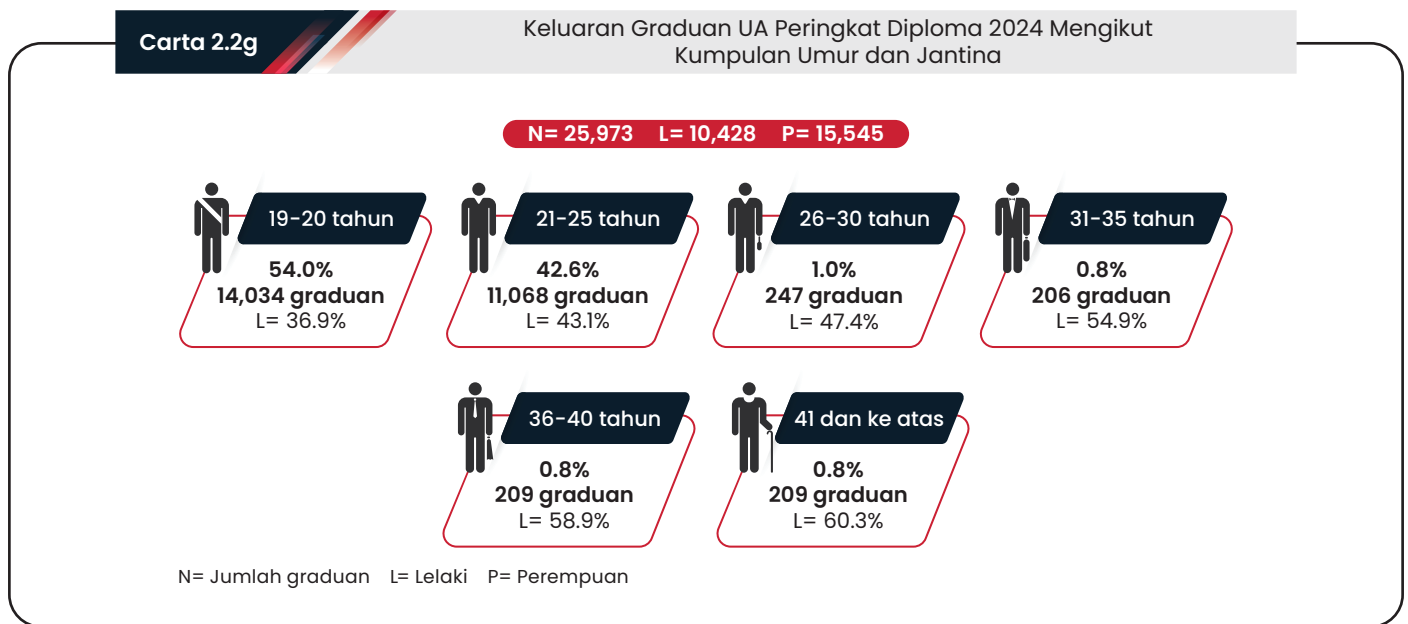 Carta 2.2g
Keluaran Graduan UA Peringkat Diploma 2024 Mengikut
Kumpulan Umur dan Jantina
N= 25,973 L= 10,428 P= 15,545
19-20 tahun
54.0%
14,034 graduan
L= 36.9%
21-25 tahun
42.6%
11,068 graduan
L= 43.1%
26-30 tahun
1.0%
247 graduan
L= 47.4%
31-35 tahun
0.8%
206 graduan
L= 54.9%
36-40 tahun
0.8%
209 graduan
L= 58.9%
41 dan ke atas
0.8%
209 graduan
L= 60.3%
N= Jumlah graduan L= Lelaki P= Perempuan